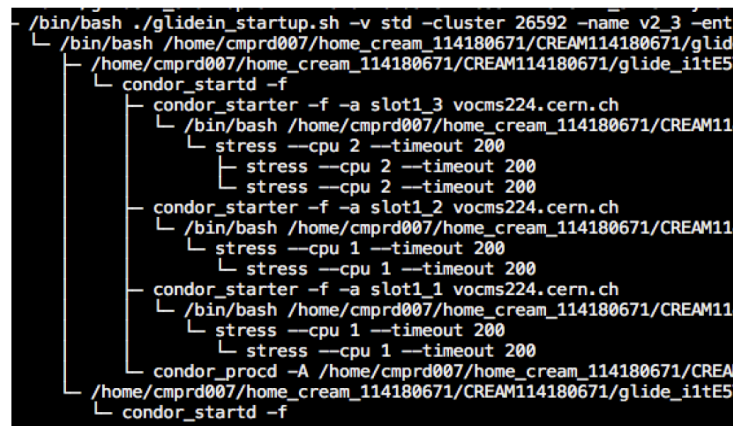 /bin/bash ./glidein_startup.sh -v std -cluster 26592 -name v2_3 -ent
└─ /bin/bash /home/cmprd007/home_cream_114180671/CREAM114180671/glid
├─ /home/cmprd007/home_cream_114180671/CREAM114180671/glide_i1tE5
│ └─ condor_startd -f
│ ├─ condor_starter -f -a slot1_3 vocms224.cern.ch
│ │ └─ /bin/bash /home/cmprd007/home_cream_114180671/CREAM11
│ │ └─ stress --cpu 2 --timeout 200
│ │ ├─ stress --cpu 2 --timeout 200
│ │ └─ stress --cpu 2 --timeout 200
│ ├─ condor_starter -f -a slot1_2 vocms224.cern.ch
│ │ └─ /bin/bash /home/cmprd007/home_cream_114180671/CREAM11
│ │ └─ stress --cpu 1 --timeout 200
│ │ └─ stress --cpu 1 --timeout 200
│ ├─ condor_starter -f -a slot1_1 vocms224.cern.ch
│ │ └─ /bin/bash /home/cmprd007/home_cream_114180671/CREAM11
│ │ └─ stress --cpu 1 --timeout 200
│ │ └─ stress --cpu 1 --timeout 200
│ └─ condor_procd -A /home/cmprd007/home_cream_114180671/CREA
└─ /home/cmprd007/home_cream_114180671/CREAM114180671/glide_i1tE5
└─ condor_startd -f